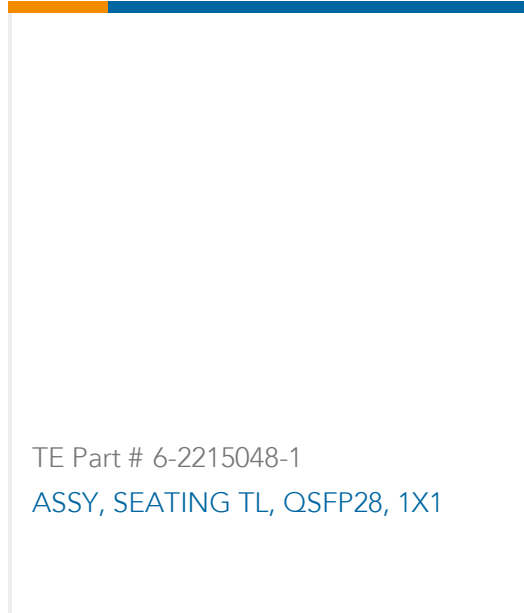 TE Part # 6-2215048-1
ASSY, SEATING TL, QSFP28, 1X1